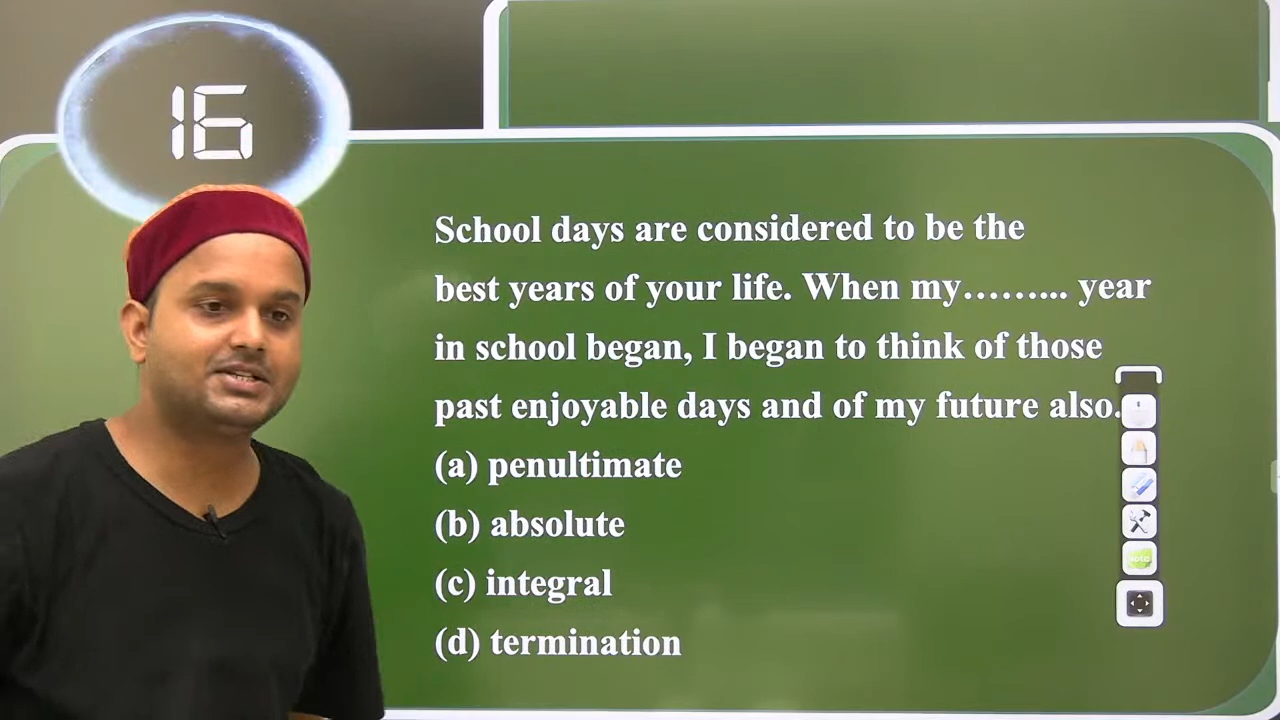 16
School days are considered to be the
best years of your life. When my……... year
in school began, I began to think of those
past enjoyable days and of my future also.
(a) penultimate
(b) absolute
(c) integral
(d) termination